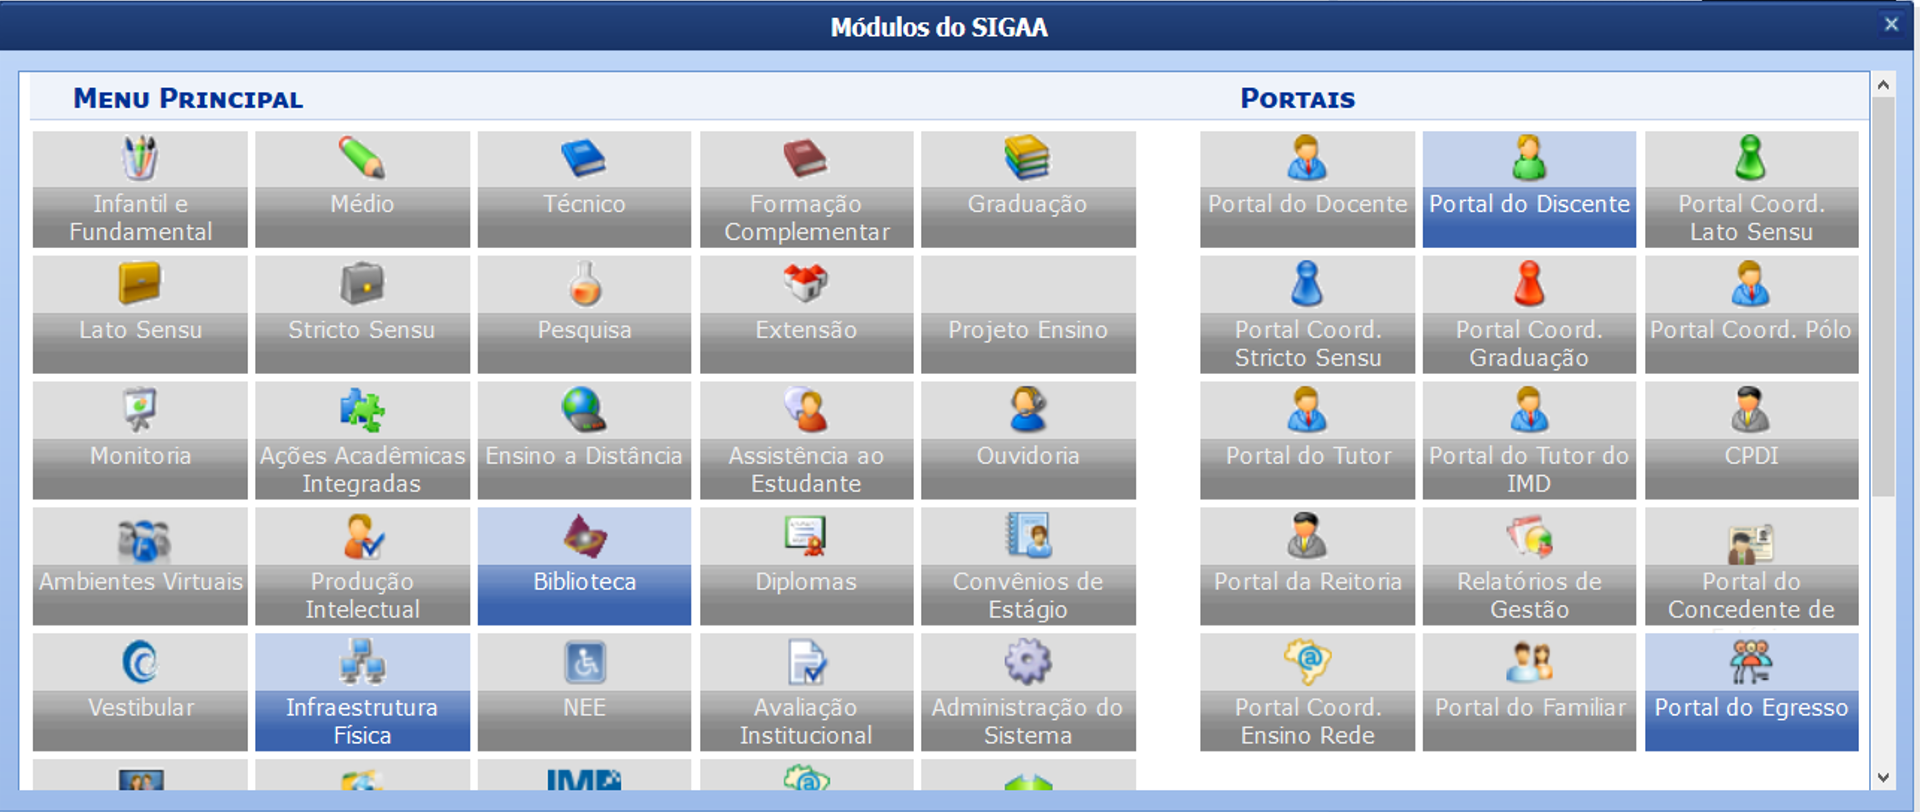 Módulos do SIGAA
Menu Principal
Portais
Infantil e
Fundamental
Médio
Técnico
Formação
Complementar
Graduação
Portal do Docente
Portal do Discente
Portal Coord.
Lato Sensu
Lato Sensu
Stricto Sensu
Pesquisa
Extensão
Projeto Ensino
Portal Coord.
Stricto Sensu
Portal Coord.
Graduação
Portal Coord. Pólo
Monitoria
Ações Acadêmicas
Integradas
Ensino a Distância
Assistência ao
Estudante
Ouvidoria
Portal do Tutor
Portal do Tutor do
IMD
CPDI
Ambientes Virtuais
Produção
Intelectual
Biblioteca
Diplomas
Convênios de
Estágio
Portal da Reitoria
Relatórios de
Gestão
Portal do
Concedente de
Vestibular
Infraestrutura
Física
NEE
Avaliação
Institucional
Administração do
Sistema
Portal Coord.
Ensino Rede
Portal do Familiar
Portal do Egresso